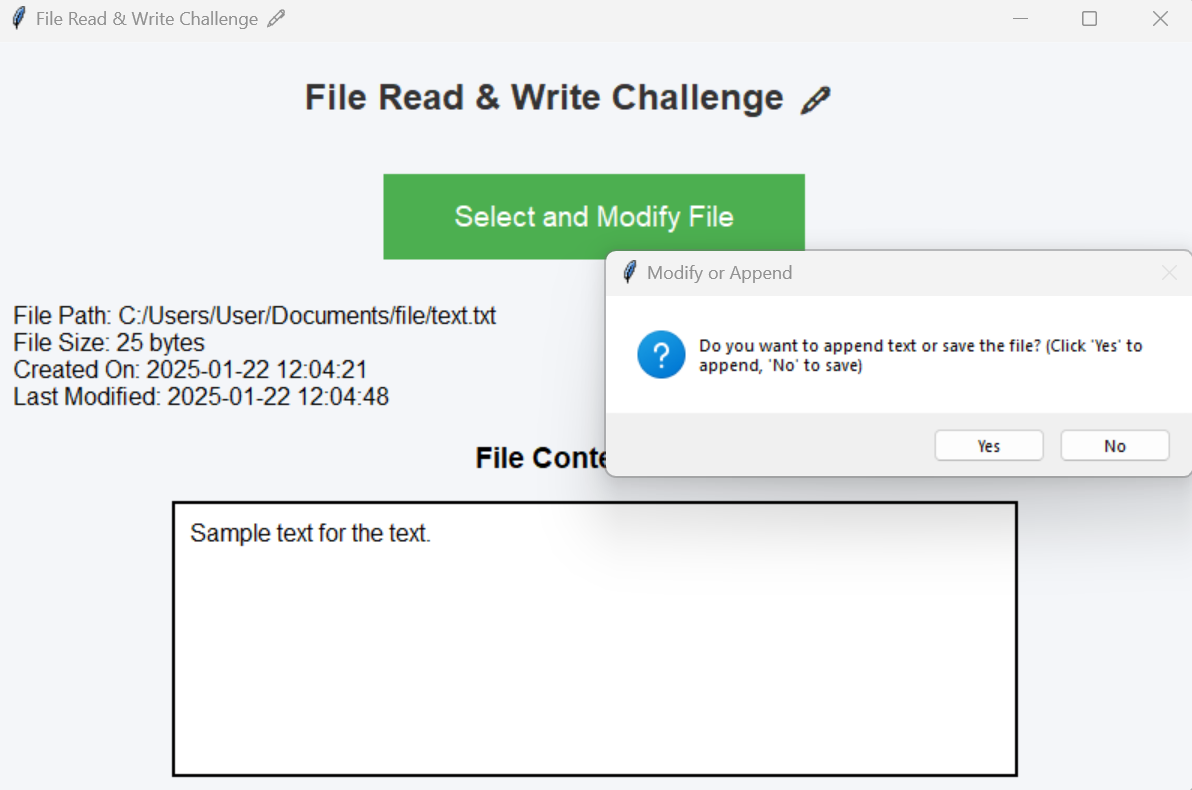 File Read & Write Challenge
File Read & Write Challenge
Select and Modify File
Modify or Append
Do you want to append text or save the file? (Click 'Yes' to
append, 'No' to save)
Yes
No
File Path: C:/Users/User/Documents/file/text.txt
File Size: 25 bytes
Created On: 2025-01-22 12:04:21
Last Modified: 2025-01-22 12:04:48
File
Sample text for the text.